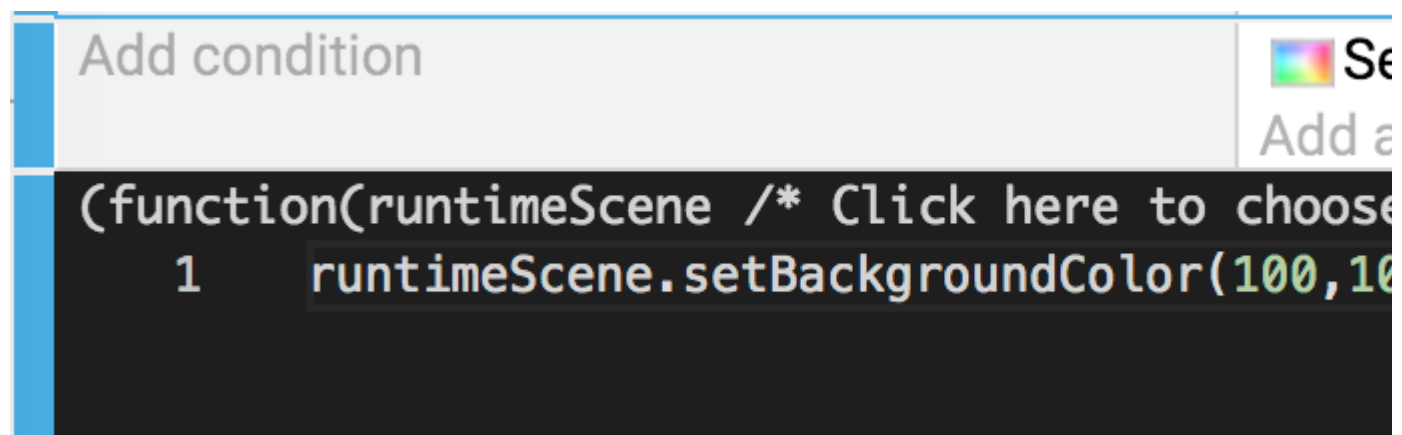 Add condition
Se
Add a
(function(runtimeScene /* Click here to choose
1 runtimeScene.setBackgroundColor(100,10